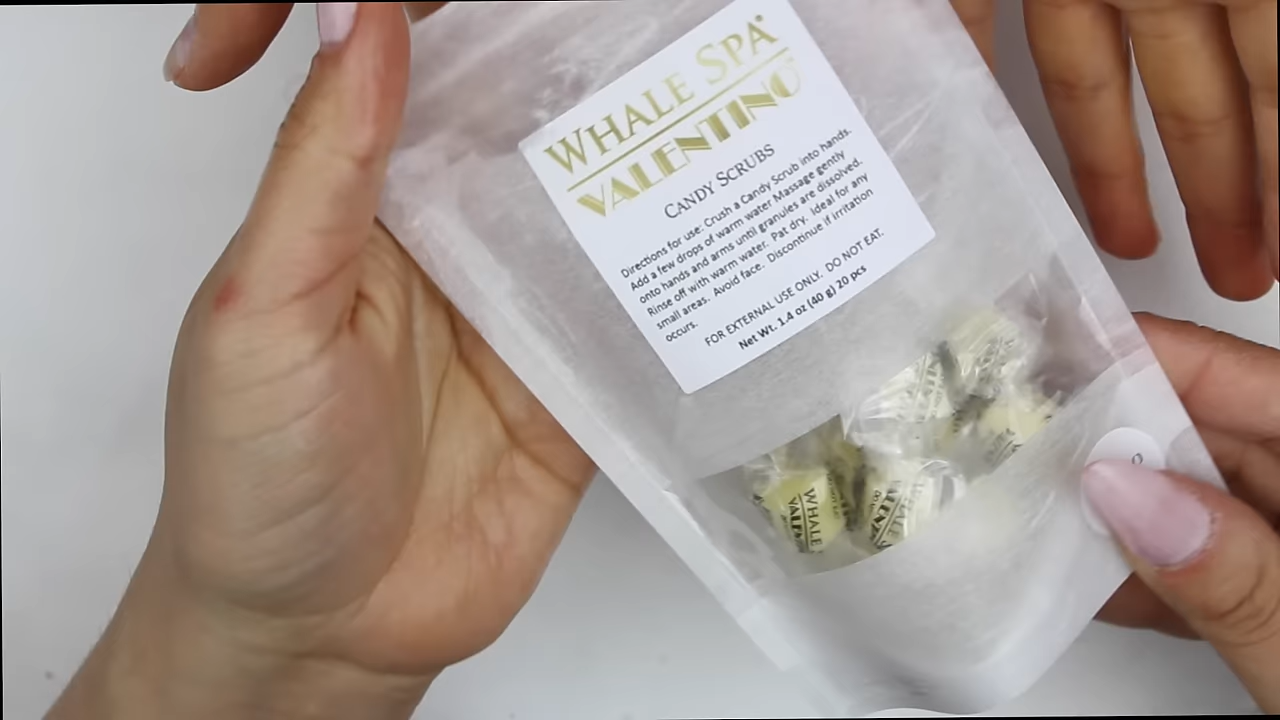 WHALE SPA
VALENTINO
CANDY SCRUBS
Directions for use: Crush a Candy Scrub into hands.
Add a few drops of warm water Massage gently
onto hands and arms until granules are dissolved.
Rinse off with warm water. Pat dry. Ideal for any
small areas. Avoid face. Discontinue if irritation
occurs.
FOR EXTERNAL USE ONLY. DO NOT EAT.
Net Wt. 1.4 oz (40 g) 20 pcs
WHALE
VALEN
VALENT